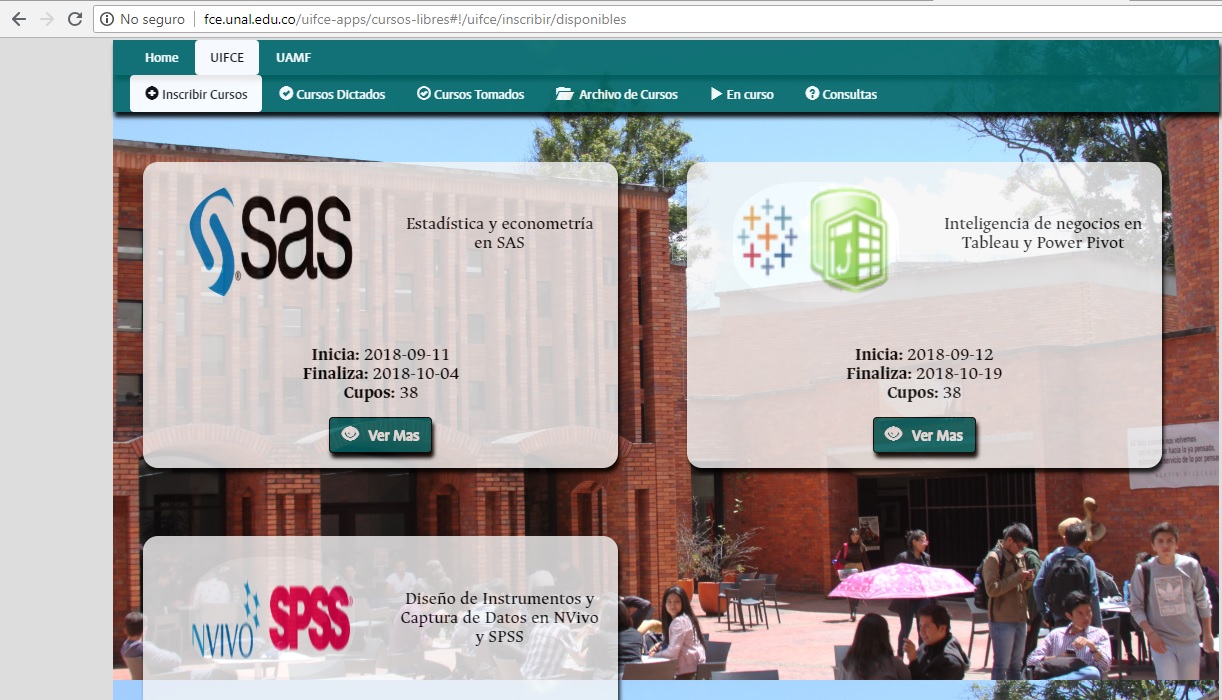 No seguro
fce.unal.edu.co/uifce-apps/cursos-libres#!/uifce/inscribir/disponibles
Home UIFCE UAMF
Inscribir Cursos Cursos Dictados Cursos Tomados Archivo de Cursos En curso Consultas
sas
Estadística y econometría
en SAS
Inicia: 2018-09-11
Finaliza: 2018-10-04
Cupos: 38
Ver Mas
Inteligencia de negocios en
Tableau y Power Pivot
Inicia: 2018-09-12
Finaliza: 2018-10-19
Cupos: 38
Ver Mas
NVIVO SPSS
Diseño de Instrumentos y
Captura de Datos en NVivo
y SPSS